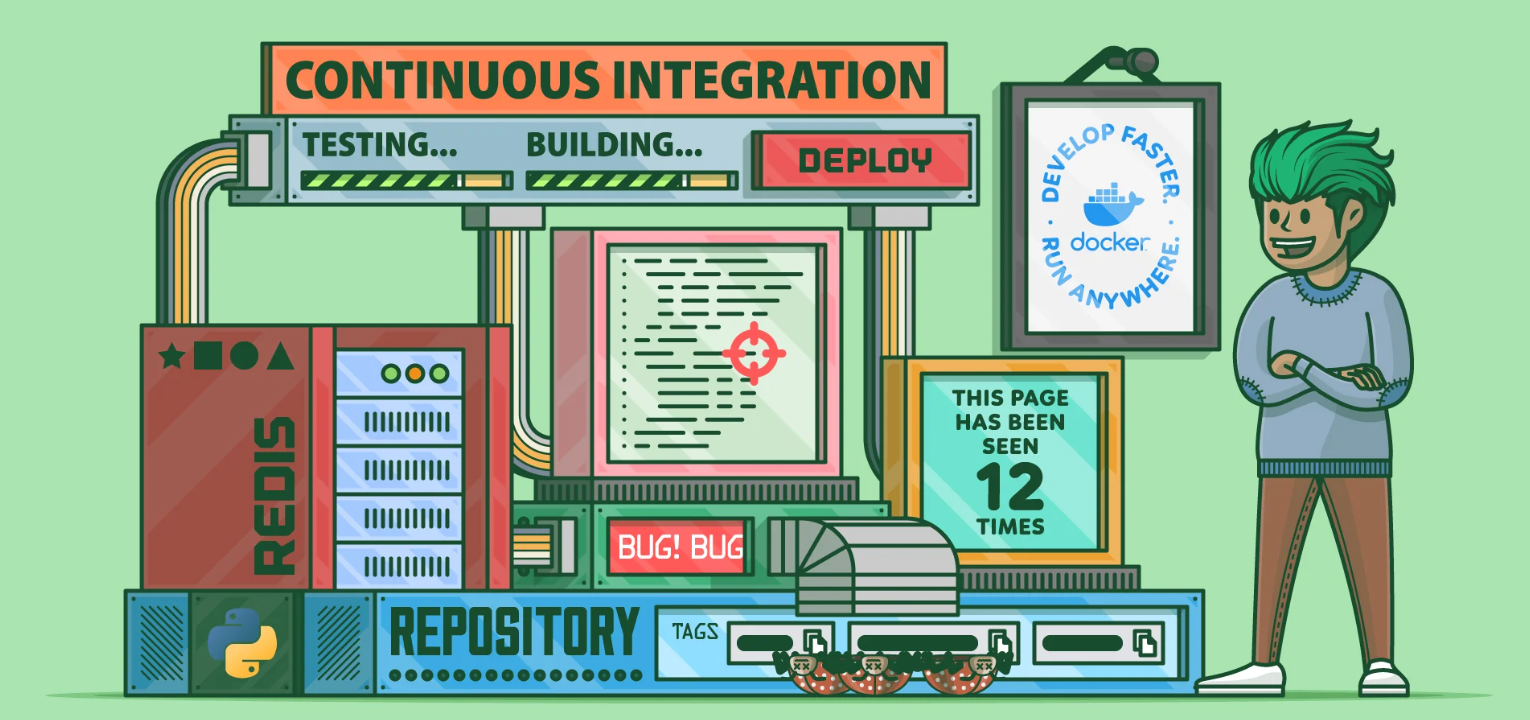 CONTINUOUS INTEGRATION
TESTING...
BUILDING...
DEPLOY
DEVELOP FASTER.
docker
RUN ANYWHERE.
REDIS
THIS PAGE
HAS BEEN
SEEN
12
TIMES
BUG! BUG
REPOSITORY
TAGS